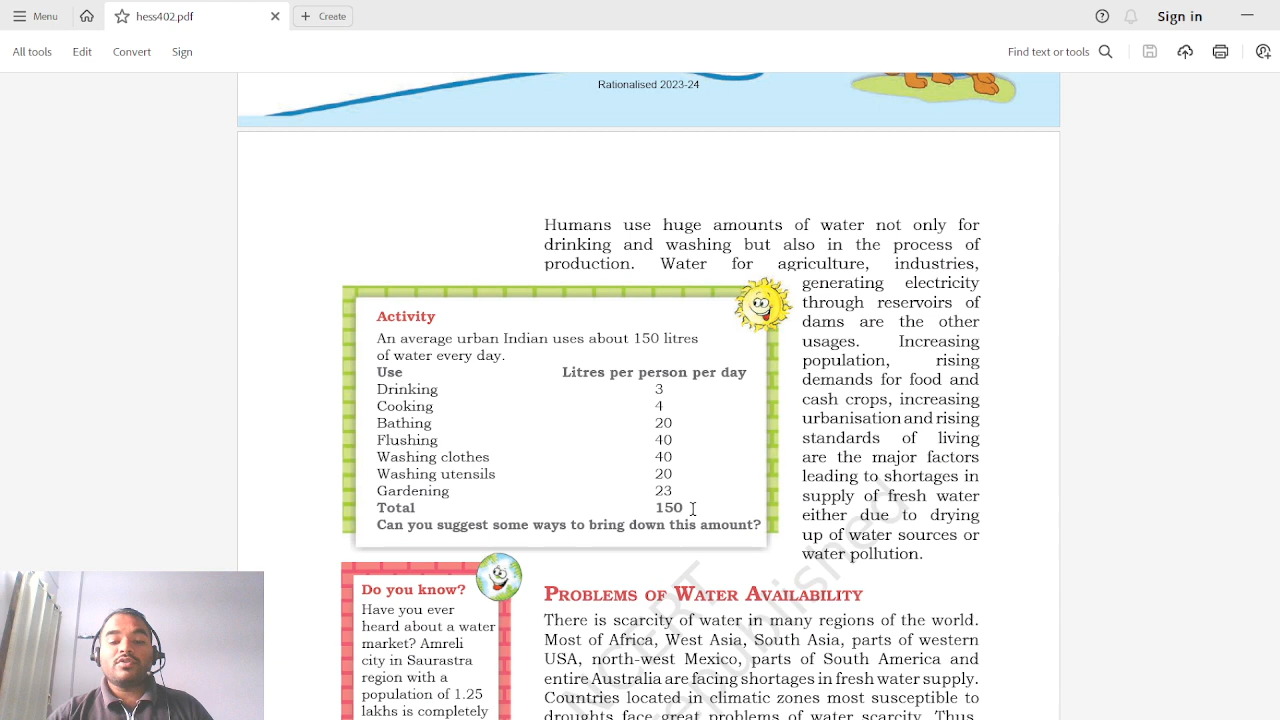 Menu
hess402.pdf
Create
Sign in
All tools
Edit
Convert
Sign
Find text or tools
Rationalised 2023-24
Humans use huge amounts of water not only for
drinking and washing but also in the process of
production. Water for agriculture, industries,
generating electricity
through reservoirs of
dams are the other
usages. Increasing
population, rising
demands for food and
cash crops, increasing
urbanisation and rising
standards of living
are the major factors
leading to shortages in
supply of fresh water
either due to drying
up of water sources or
water pollution.
Activity
An average urban Indian uses about 150 litres
of water every day.
Use Litres per person per day
Drinking 3
Cooking 4
Bathing 20
Flushing 40
Washing clothes 40
Washing utensils 20
Gardening 23
Total 150
Can you suggest some ways to bring down this amount?
Do you know?
Have you ever
heard about a water
market? Amreli
city in Saurastra
region with a
population of 1.25
lakhs is completely
PROBLEMS OF WATER AVAILABILITY
There is scarcity of water in many regions of the world.
Most of Africa, West Asia, South Asia, parts of western
USA, north-west Mexico, parts of South America and
entire Australia are facing shortages in fresh water supply.
Countries located in climatic zones most susceptible to
droughts face great problems of water scarcity. Thus,
NCERT
republished